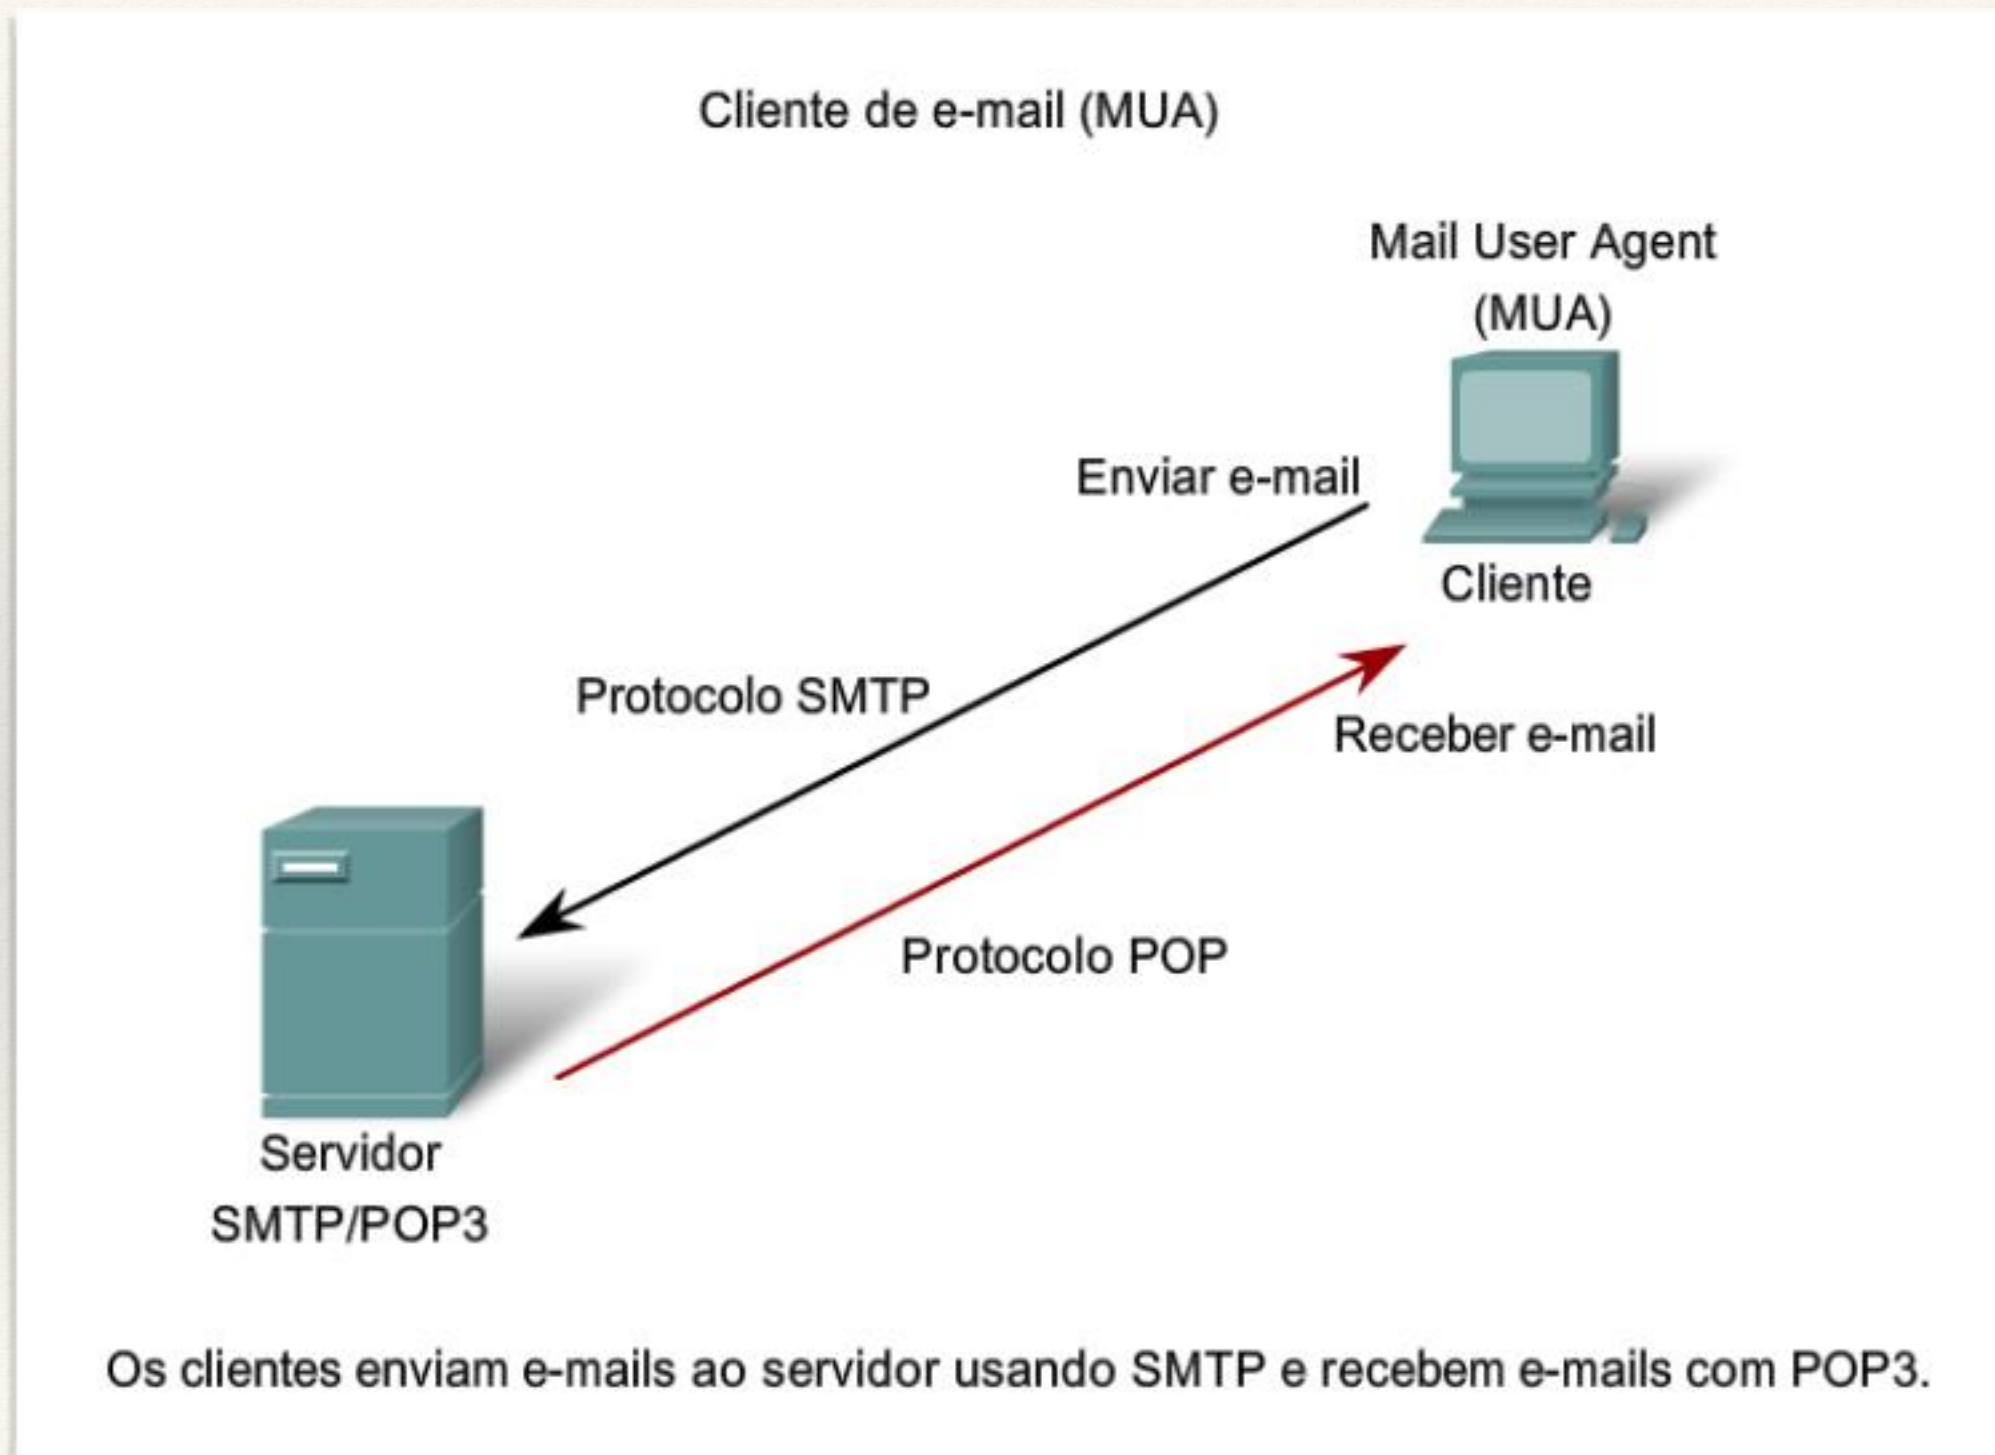 Cliente de e-mail (MUA)
Mail User Agent
(MUA)
Enviar e-mail
Cliente
Protocolo SMTP
Receber e-mail
Protocolo POP
Servidor
SMTP/POP3
Os clientes enviam e-mails ao servidor usando SMTP e recebem e-mails com POP3.